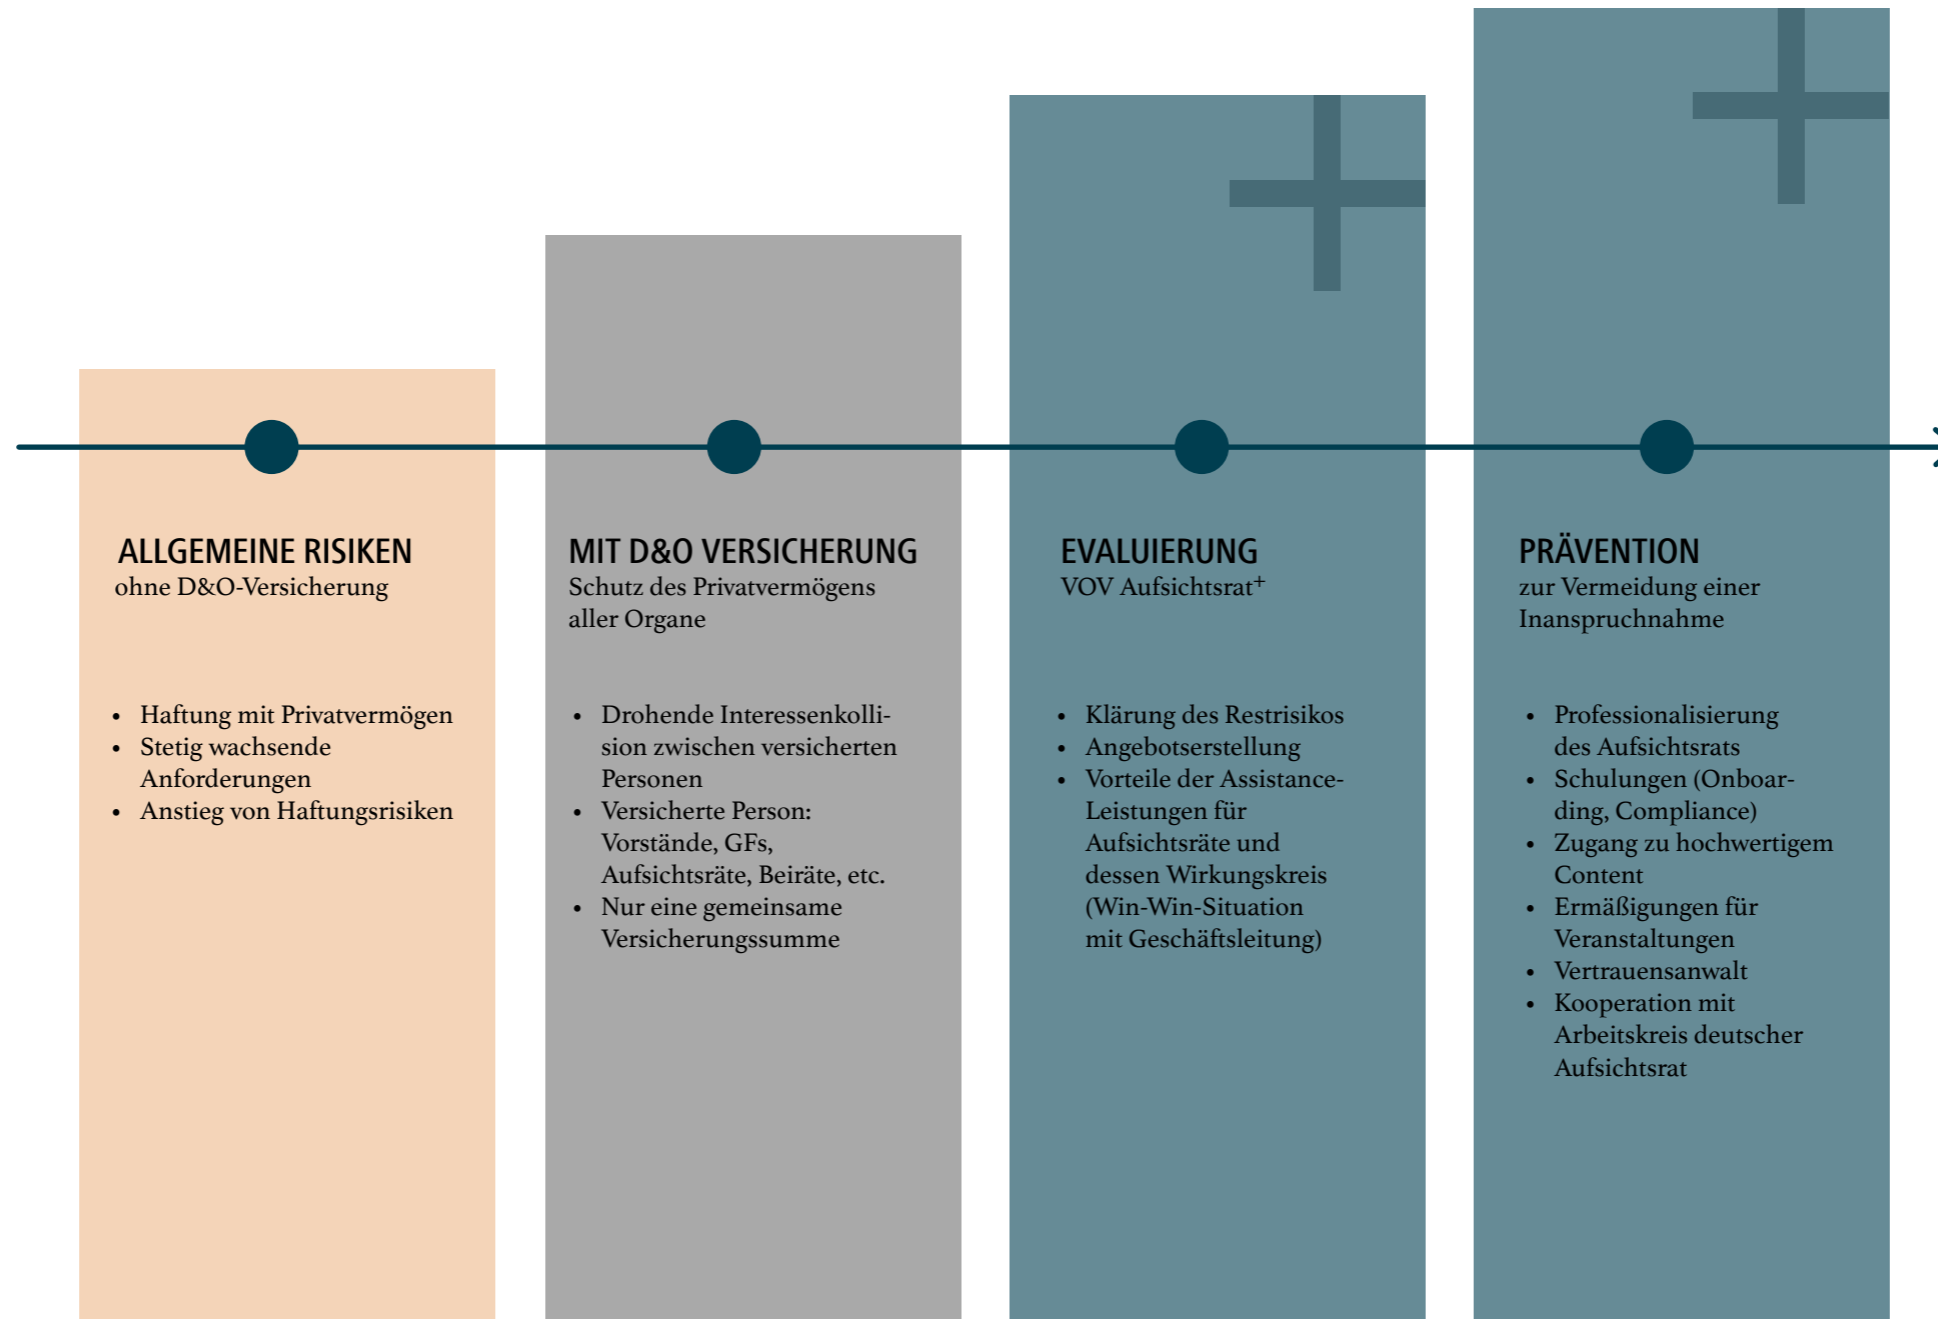 ALLGEMEINE RISIKEN
ohne D&O-Versicherung
• Haftung mit Privatvermögen
• Stetig wachsende
Anforderungen
• Anstieg von Haftungsrisiken
MIT D&O VERSICHERUNG
Schutz des Privatvermögens
aller Organe
• Drohende Interessenkolli-
sion zwischen versicherten
Personen
• Versicherte Person:
Vorstände, GFs,
Aufsichtsräte, Beiräte, etc.
• Nur eine gemeinsame
Versicherungssumme
EVALUIERUNG
VOV Aufsichtsrat⁺
• Klärung des Restrisikos
• Angebotserstellung
• Vorteile der Assistance-
Leistungen für
Aufsichtsräte und
dessen Wirkungskreis
(Win-Win-Situation
mit Geschäftsleitung)
PRÄVENTION
zur Vermeidung einer
Inanspruchnahme
• Professionalisierung
des Aufsichtsrats
• Schulungen (Onboar-
ding, Compliance)
• Zugang zu hochwertigem
Content
• Ermäßigungen für
Veranstaltungen
• Vertrauensanwalt
• Kooperation mit
Arbeitskreis deutscher
Aufsichtsrat